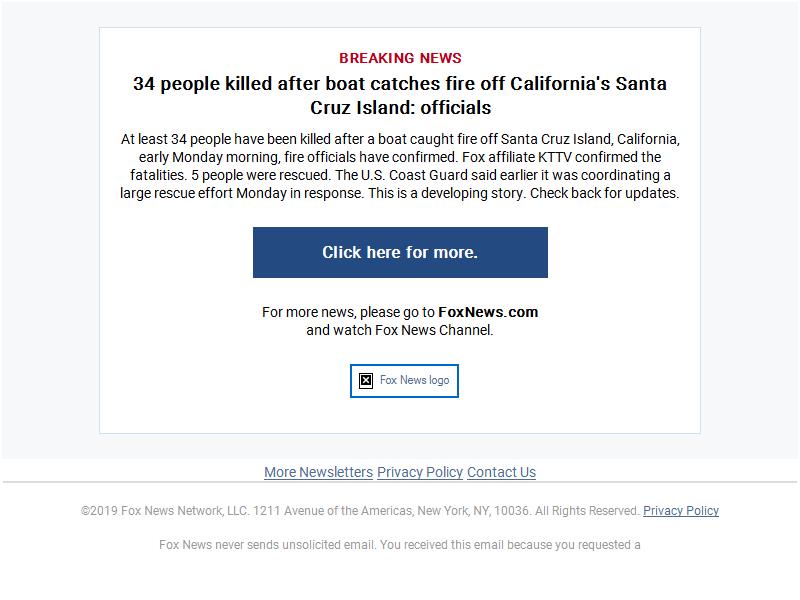 BREAKING NEWS
34 people killed after boat catches fire off California's Santa
Cruz Island: officials
At least 34 people have been killed after a boat caught fire off Santa Cruz Island, California,
early Monday morning, fire officials have confirmed. Fox affiliate KTTV confirmed the
fatalities. 5 people were rescued. The U.S. Coast Guard said earlier it was coordinating a
large rescue effort Monday in response. This is a developing story. Check back for updates.
Click here for more.
For more news, please go to FoxNews.com
and watch Fox News Channel.
Fox News logo
More Newsletters Privacy Policy Contact Us
©2019 Fox News Network, LLC. 1211 Avenue of the Americas, New York, NY, 10036. All Rights Reserved. Privacy Policy
Fox News never sends unsolicited email. You received this email because you requested a